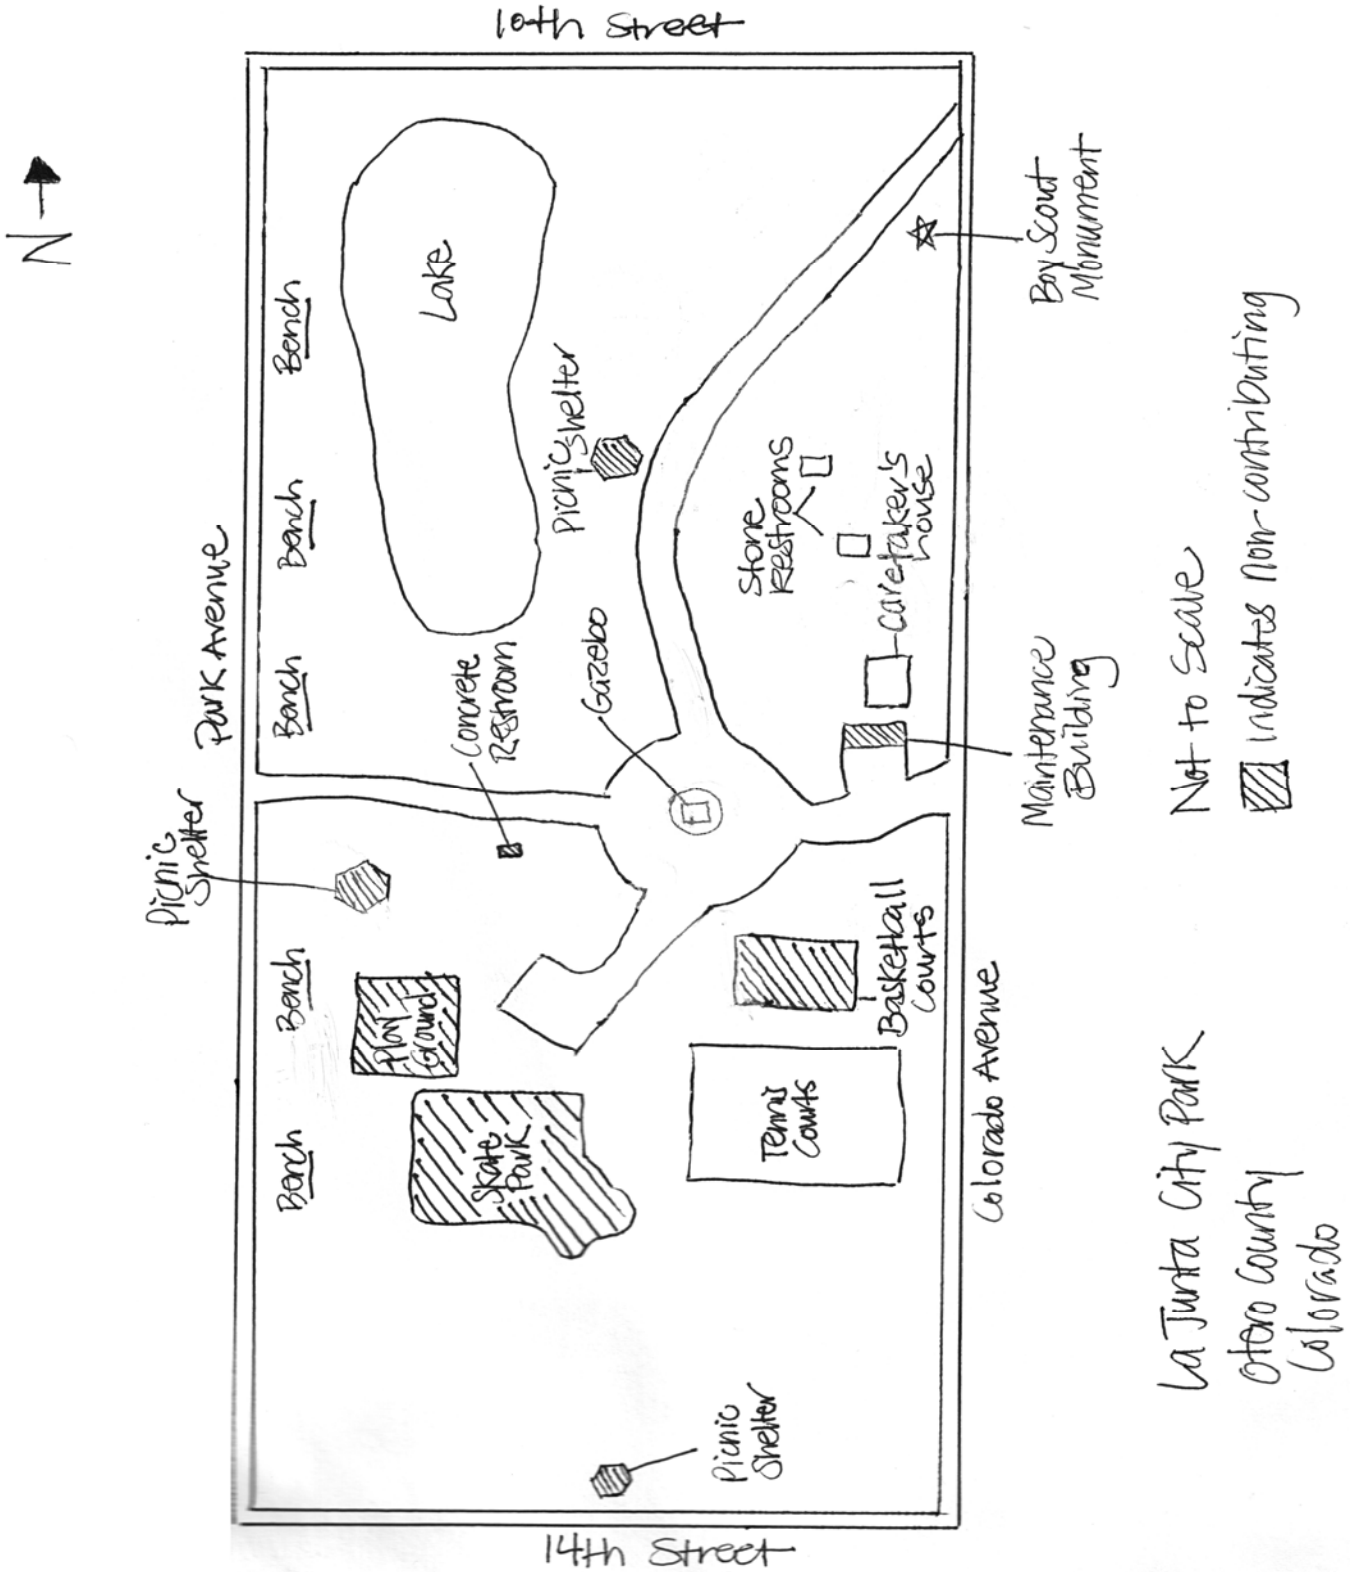 10th Street
N
Park Avenue
Bench
Lake
Bench
Picnic
Shelter
Bench
Concrete
Restroom
Gazebo
Stone
Restrooms
caretaker's
house
Boy Scout
Monument
Maintenance
Building
Picnic
Shelter
Bench
Play
Ground
Basketball
Courts
Bench
Skate
Park
Tennis
Courts
Colorado Avenue
Picnic
Shelter
14th Street
Not to Scale
indicates non-contributing
La Junta City Park
Otero County
Colorado